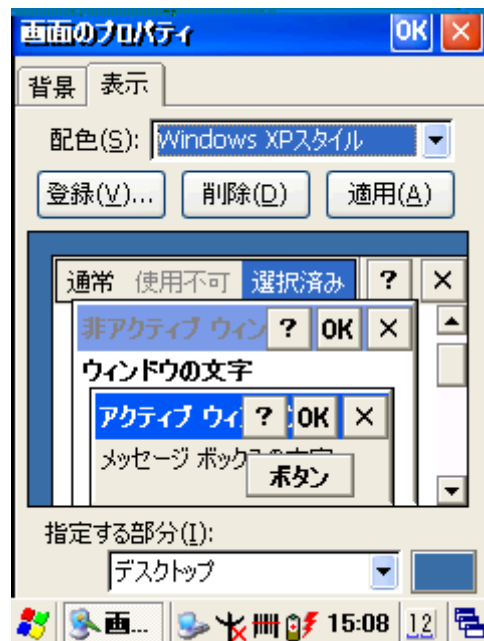 画面のプロパティ OK
背景 表示
配色(S): Windows XPスタイル
登録(V)... 削除(D) 適用(A)
通常 使用不可 選択済み ?
非アクティブ ウィン ? OK
ウィンドウの文字
アクティブ ウィ ? OK
メッセージ ボックスの文字
ボタン
指定する部分(I):
デスクトップ
画... 15:08 12